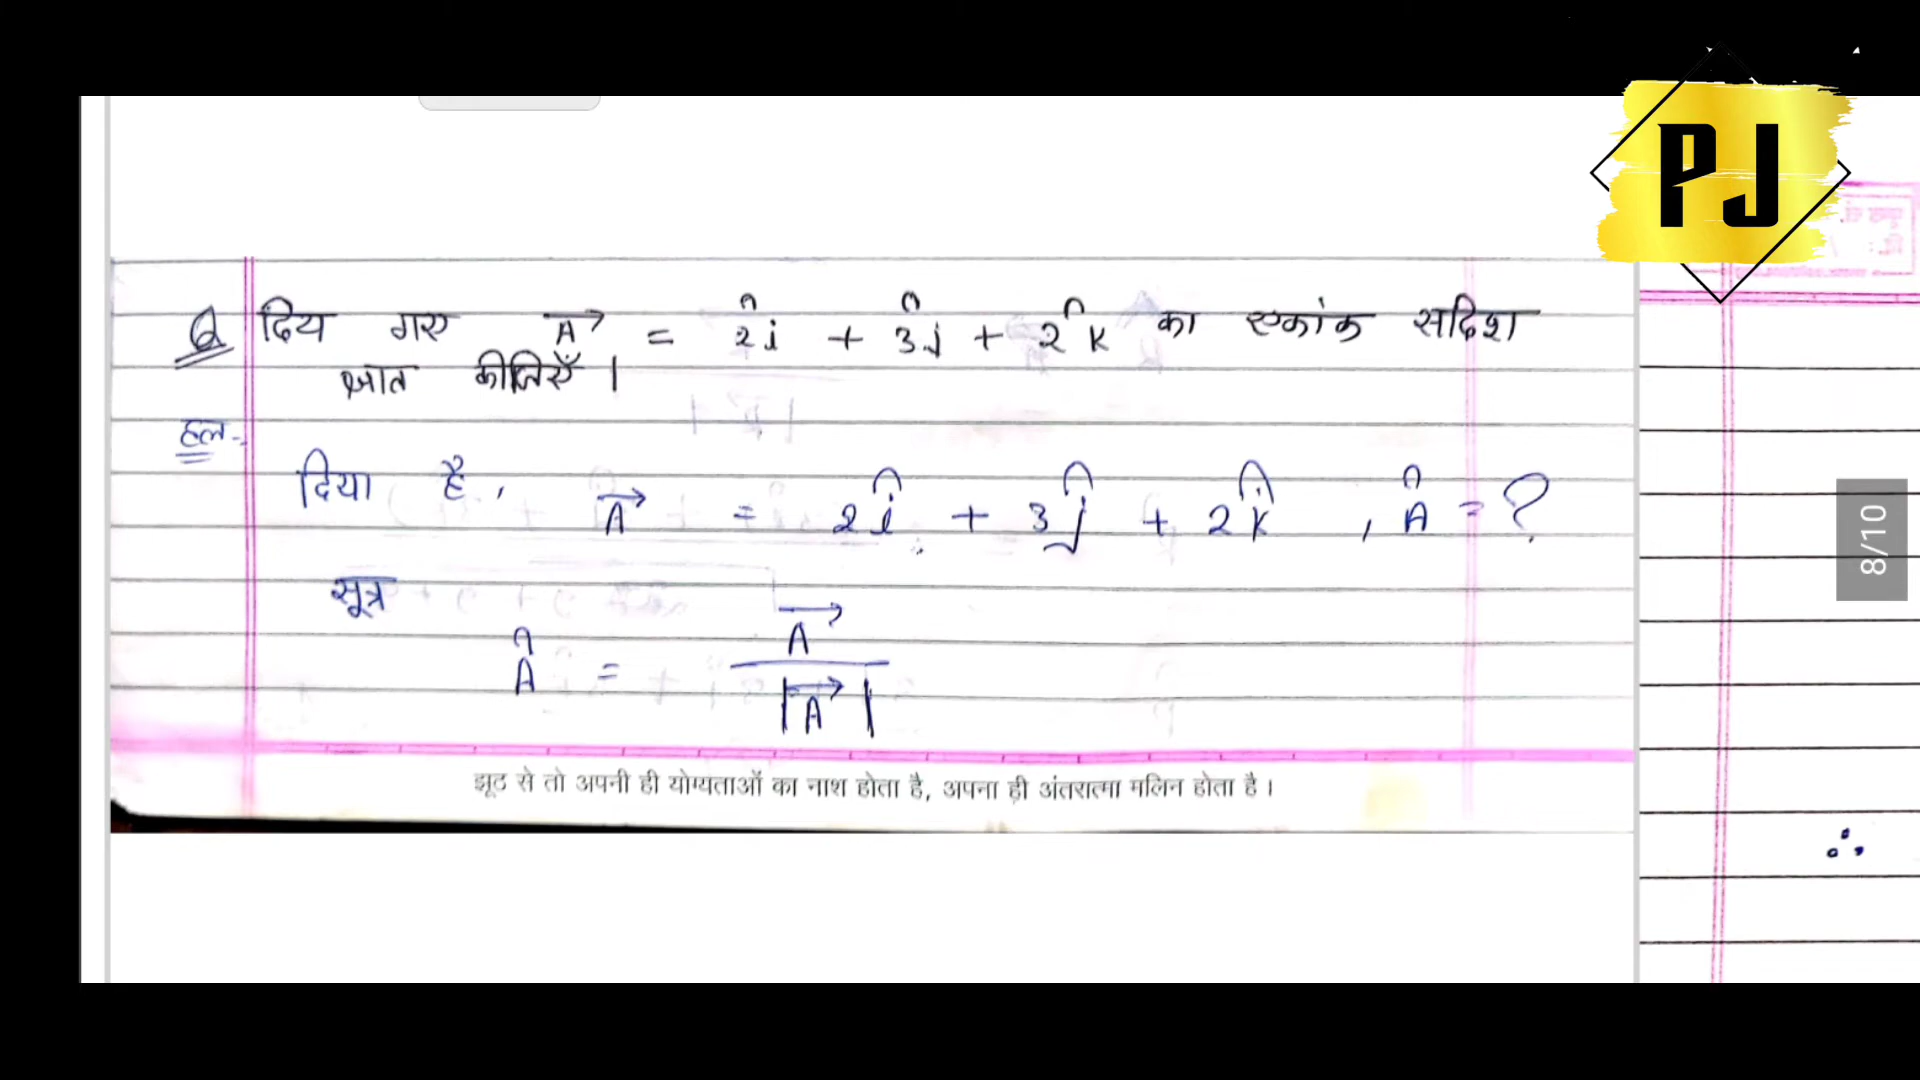 PJ
Q दिय गए A⃗ = 2î + 3ĵ + 2k̂ का एकांक सदिश
ज्ञात कीजिएँ ।
हल-
दिया है, A⃗ = 2î + 3ĵ + 2k̂ , Â = ?
सूत्र
Â = A⃗ / |A⃗|
झूठ से तो अपनी ही योग्यताओं का नाश होता है, अपना ही अंतरात्मा मलिन होता है।
8/10
∴